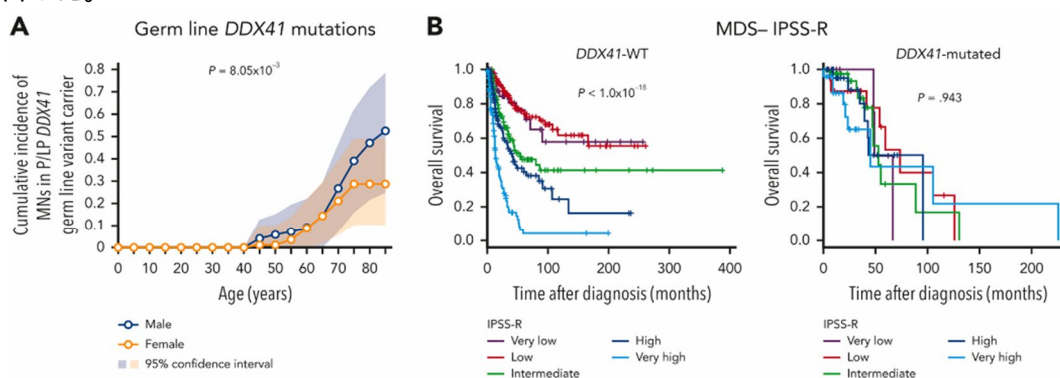 A
Germ line DDX41 mutations
P = 8.05x10⁻³
Cumulative incidence of
MNs in P/LP DDX41
germ line variant carrier
0.8
0.7
0.6
0.5
0.4
0.3
0.2
0.1
0
0 10 20 30 40 50 60 70 80
Age (years)
Male
Female
95% confidence interval
B
MDS– IPSS-R
DDX41-WT
P < 1.0x10⁻¹⁸
Overall survival
1.0
0.8
0.6
0.4
0.2
0.0
0 100 200 300 400
Time after diagnosis (months)
IPSS-R
Very low
Low
Intermediate
High
Very high
DDX41-mutated
P = .943
Overall survival
1.0
0.8
0.6
0.4
0.2
0.0
0 50 100 150 200
Time after diagnosis (months)
IPSS-R
Very low
Low
Intermediate
High
Very high